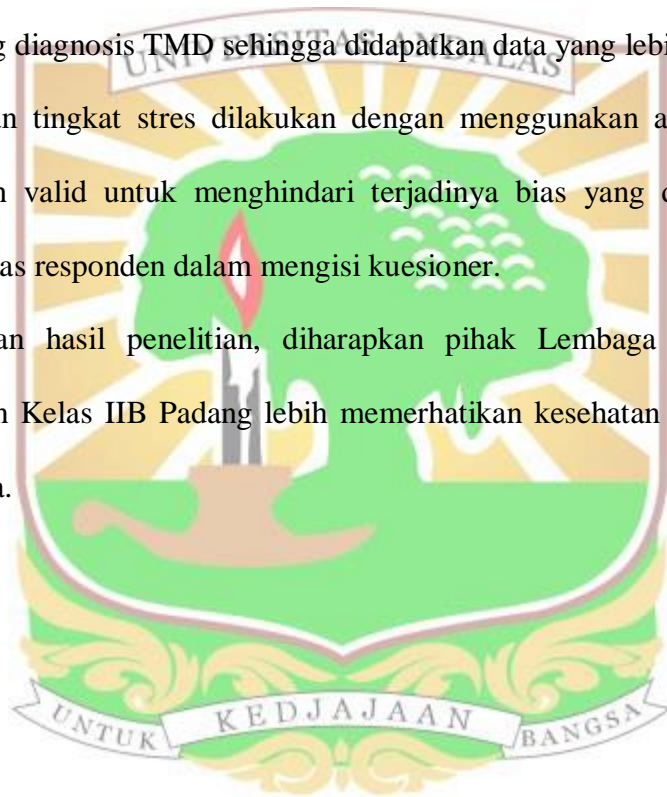 g diagnosis TMD sehingga didapatkan data yang lebi
UNIVERSITAS ANDALAS
n tingkat stres dilakukan dengan menggunakan a
n valid untuk menghindari terjadinya bias yang
as responden dalam mengisi kuesioner.
an hasil penelitian, diharapkan pihak Lembaga
n Kelas IIB Padang lebih memerhatikan kesehatan
a.
UNTUK KEDJAJAAN BANGSA